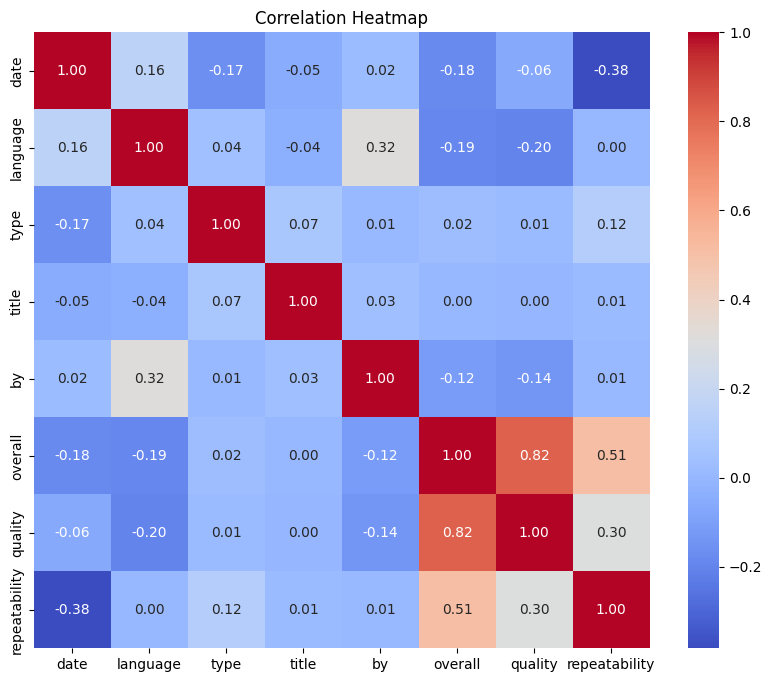 Correlation Heatmap
date 1.00 0.16 -0.17 -0.05 0.02 -0.18 -0.06 -0.38
language 0.16 1.00 0.04 -0.04 0.32 -0.19 -0.20 0.00
type -0.17 0.04 1.00 0.07 0.01 0.02 0.01 0.12
title -0.05 -0.04 0.07 1.00 0.03 0.00 0.00 0.01
by 0.02 0.32 0.01 0.03 1.00 -0.12 -0.14 0.01
overall -0.18 -0.19 0.02 0.00 -0.12 1.00 0.82 0.51
quality -0.06 -0.20 0.01 0.00 -0.14 0.82 1.00 0.30
repeatability -0.38 0.00 0.12 0.01 0.01 0.51 0.30 1.00
date language type title by overall quality repeatability
1.0
0.8
0.6
0.4
0.2
0.0
−0.2